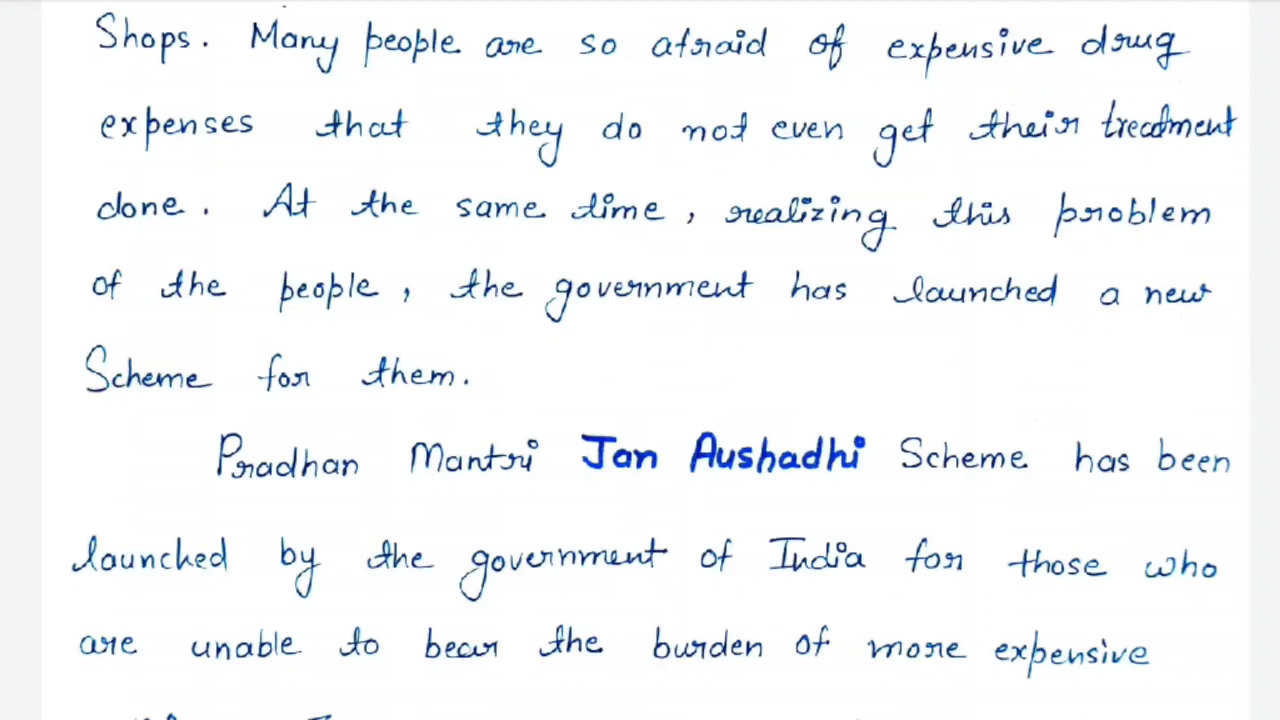 Shops. Many people are so afraid of expensive drug
expenses that they do not even get their treatment
done. At the same time, realizing this problem
of the people, the government has launched a new
Scheme for them.
Pradhan Mantri Jan Aushadhi Scheme has been
launched by the government of India for those who
are unable to bear the burden of more expensive